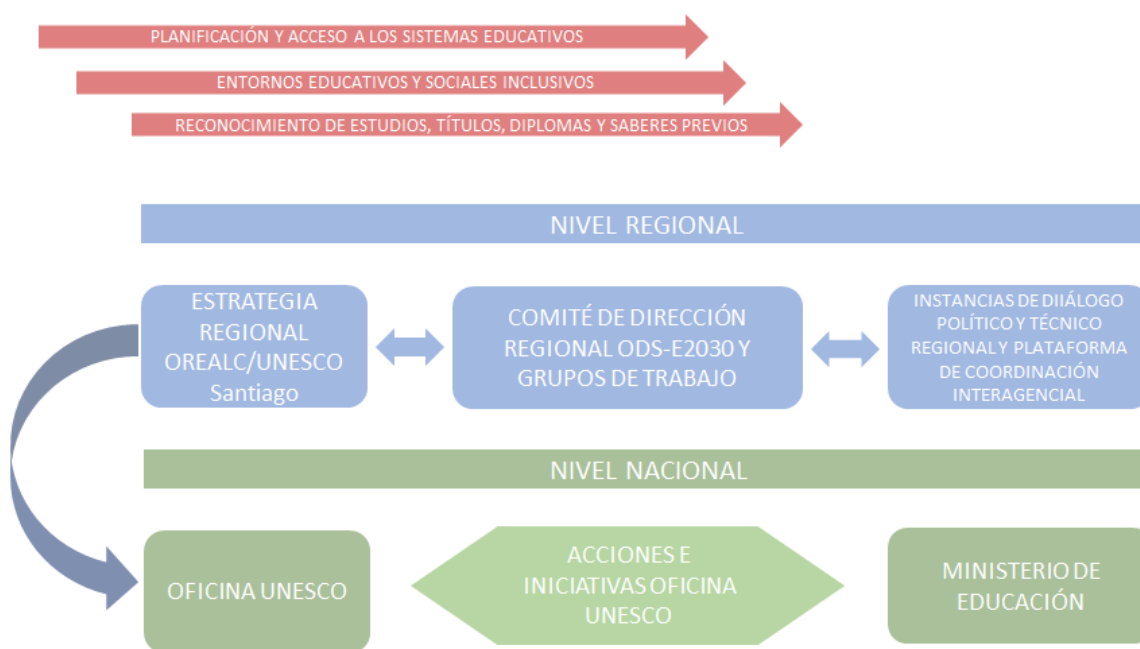 PLANIFICACIÓN Y ACCESO A LOS SISTEMAS EDUCATIVOS
ENTORNOS EDUCATIVOS Y SOCIALES INCLUSIVOS
RECONOCIMIENTO DE ESTUDIOS, TÍTULOS, DIPLOMAS Y SABERES PREVIOS
NIVEL REGIONAL
ESTRATEGIA
REGIONAL
OREALC/UNESCO
Santiago
COMITÉ DE DIRECCIÓN
REGIONAL ODS-E2030 Y
GRUPOS DE TRABAJO
INSTANCIAS DE DIIÁLOGO
POLÍTICO Y TÉCNICO
REGIONAL Y PLATAFORMA
DE COORDINACIÓN
INTERAGENCIAL
NIVEL NACIONAL
OFICINA UNESCO
ACCIONES E
INICIATIVAS OFICINA
UNESCO
MINISTERIO DE
EDUCACIÓN